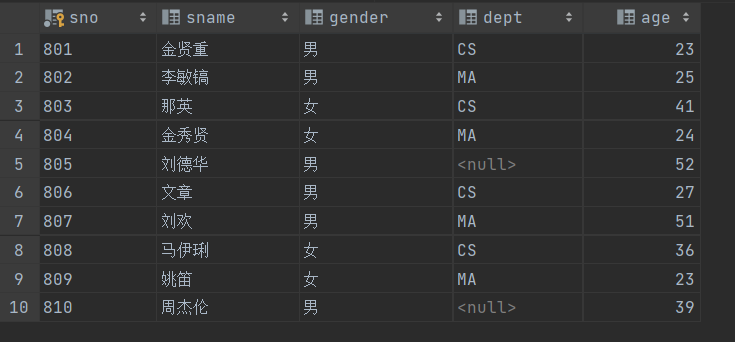 sno sname gender dept age
1 801 金贤重 男 CS 23
2 802 李敏镐 男 MA 25
3 803 那英 女 CS 41
4 804 金秀贤 女 MA 24
5 805 刘德华 男 <null> 52
6 806 文章 男 CS 27
7 807 刘欢 男 MA 51
8 808 马伊琍 女 CS 36
9 809 姚笛 女 MA 23
10 810 周杰伦 男 <null> 39